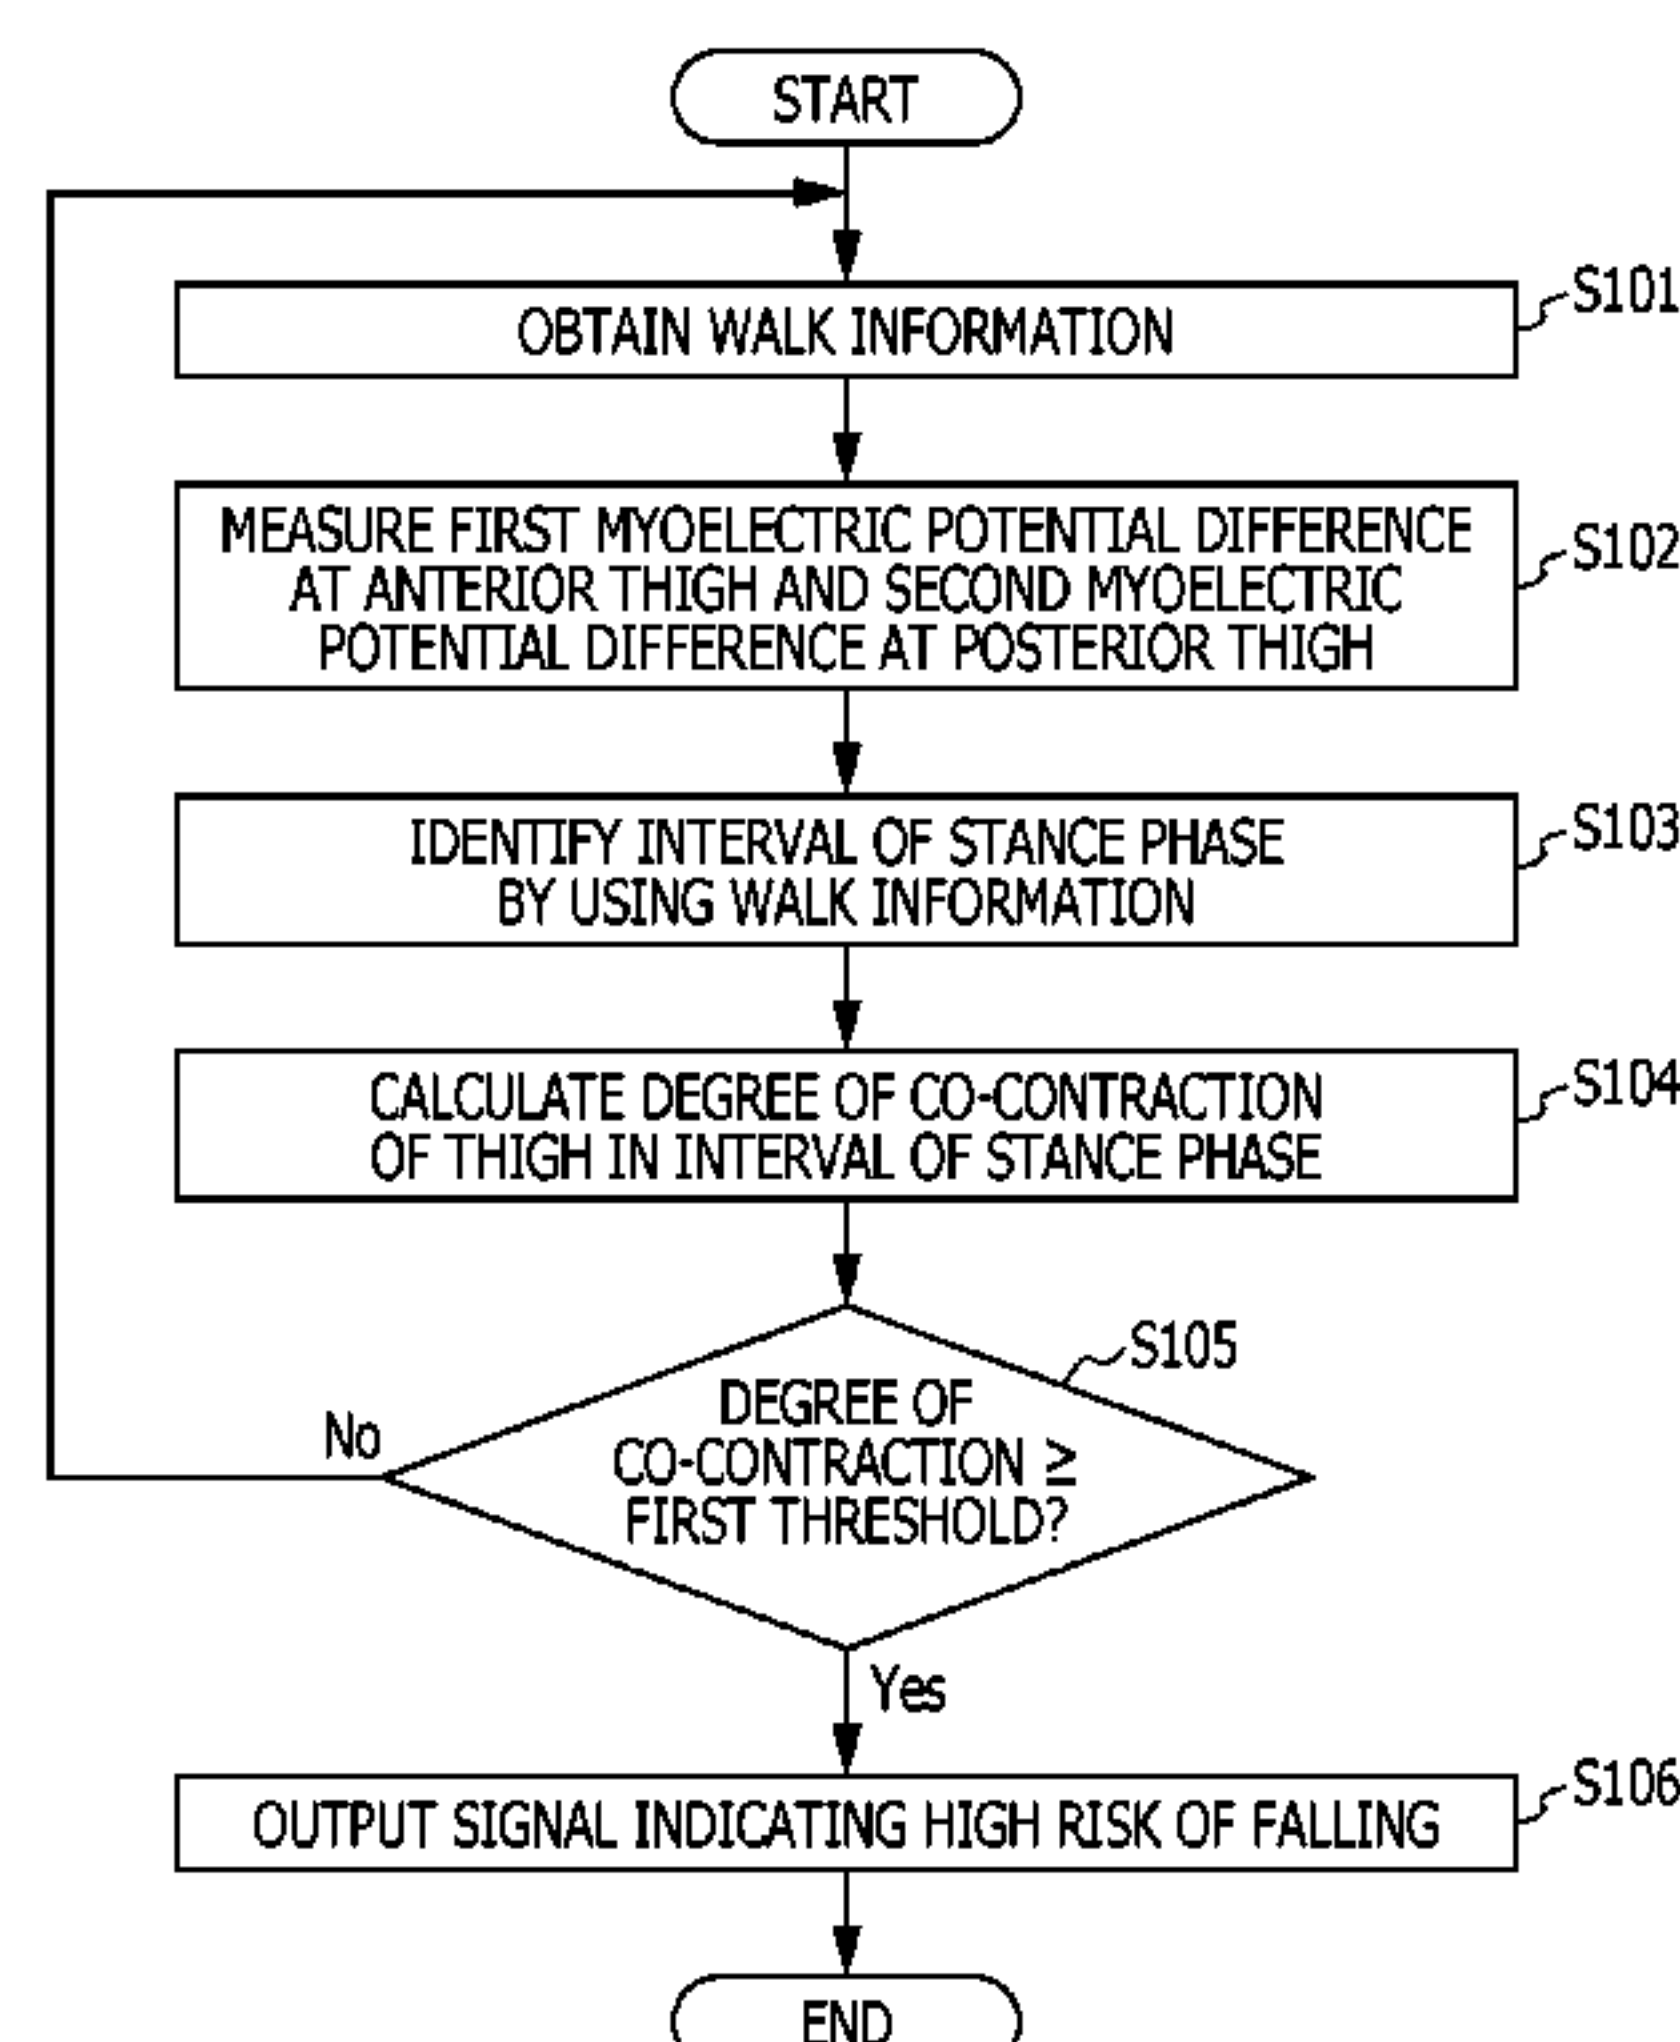 START
OBTAIN WALK INFORMATION
S101
MEASURE FIRST MYOELECTRIC POTENTIAL DIFFERENCE
AT ANTERIOR THIGH AND SECOND MYOELECTRIC
POTENTIAL DIFFERENCE AT POSTERIOR THIGH
S102
IDENTIFY INTERVAL OF STANCE PHASE
BY USING WALK INFORMATION
S103
CALCULATE DEGREE OF CO-CONTRACTION
OF THIGH IN INTERVAL OF STANCE PHASE
S104
S105
DEGREE OF
CO-CONTRACTION ≥
FIRST THRESHOLD?
No
Yes
OUTPUT SIGNAL INDICATING HIGH RISK OF FALLING
S106
END